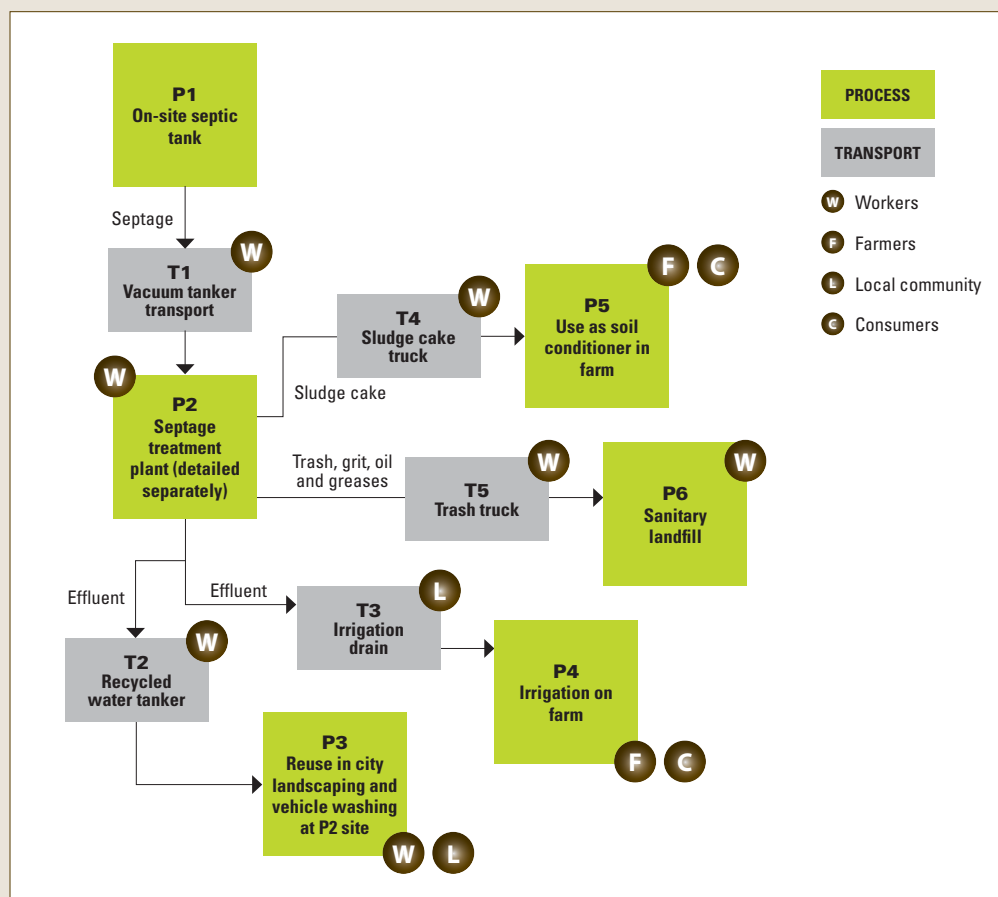 P1
On-site septic
tank
Septage
T1
Vacuum tanker
transport
W
P2
Septage
treatment
plant (detailed
separately)
W
Sludge cake
T4
Sludge cake
truck
W
P5
Use as soil
conditioner in
farm
F
C
Trash, grit, oil
and greases
T5
Trash truck
W
P6
Sanitary
landfill
W
Effluent
Effluent
T3
Irrigation
drain
L
P4
Irrigation on
farm
F
C
T2
Recycled
water tanker
W
P3
Reuse in city
landscaping and
vehicle washing
at P2 site
W
L
PROCESS
TRANSPORT
W Workers
F Farmers
L Local community
C Consumers